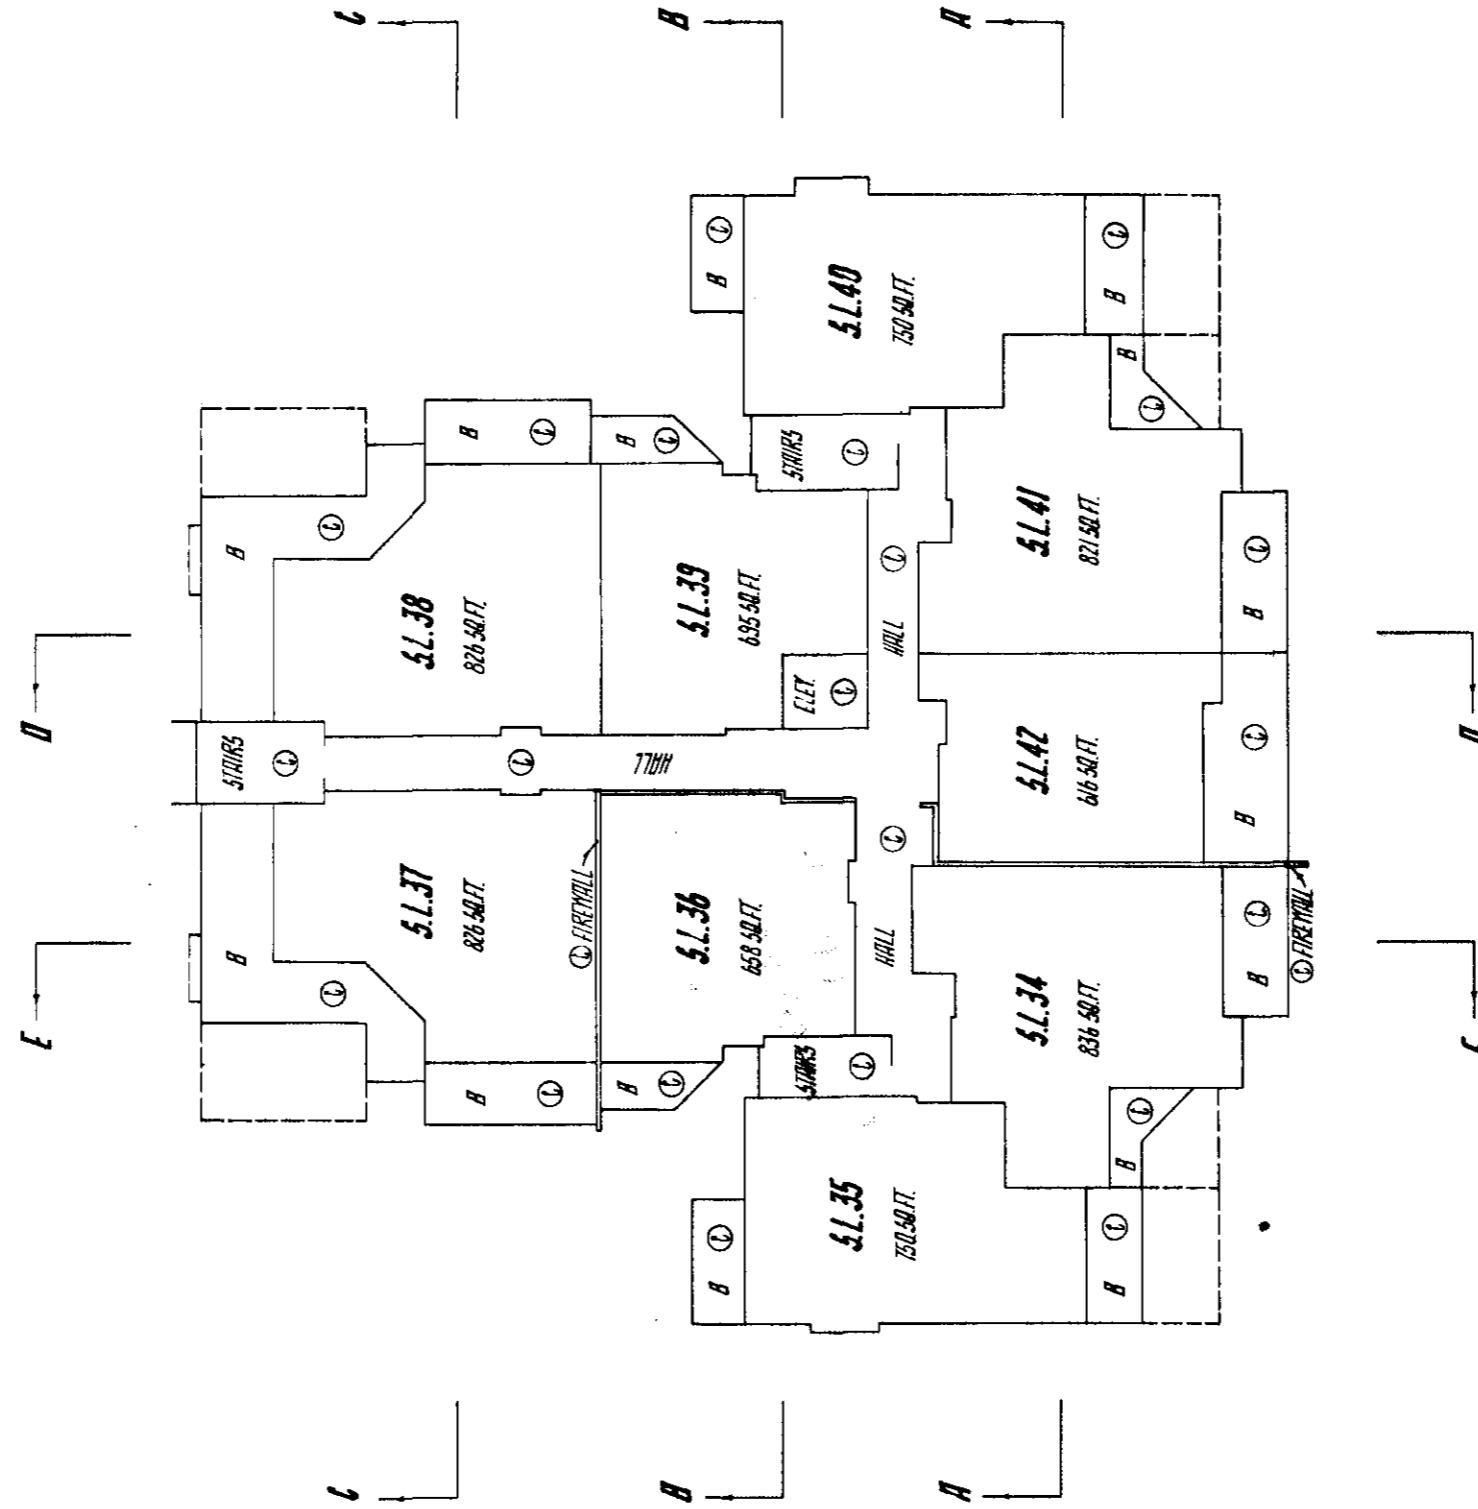 C
B
A
D
E
B Ⓒ
S.L.40
750 SQ.FT.
B Ⓒ
B Ⓒ
B Ⓒ
B Ⓒ
STAIRS Ⓒ
B Ⓒ
S.L.38
826 SQ.FT.
S.L.39
695 SQ.FT.
ELEV. Ⓒ
HALL Ⓒ
S.L.41
821 SQ.FT.
B Ⓒ
STAIRS Ⓒ
Ⓒ HALL
S.L.42
616 SQ.FT.
B Ⓒ
S.L.37
826 SQ.FT.
Ⓒ FIREWALL
S.L.36
658 SQ.FT.
HALL Ⓒ
S.L.34
836 SQ.FT.
B Ⓒ
Ⓒ FIREWALL
B Ⓒ
B Ⓒ
B Ⓒ
STAIRS Ⓒ
B Ⓒ
B Ⓒ
S.L.35
750 SQ.FT.
B Ⓒ
C
B
A
D
E